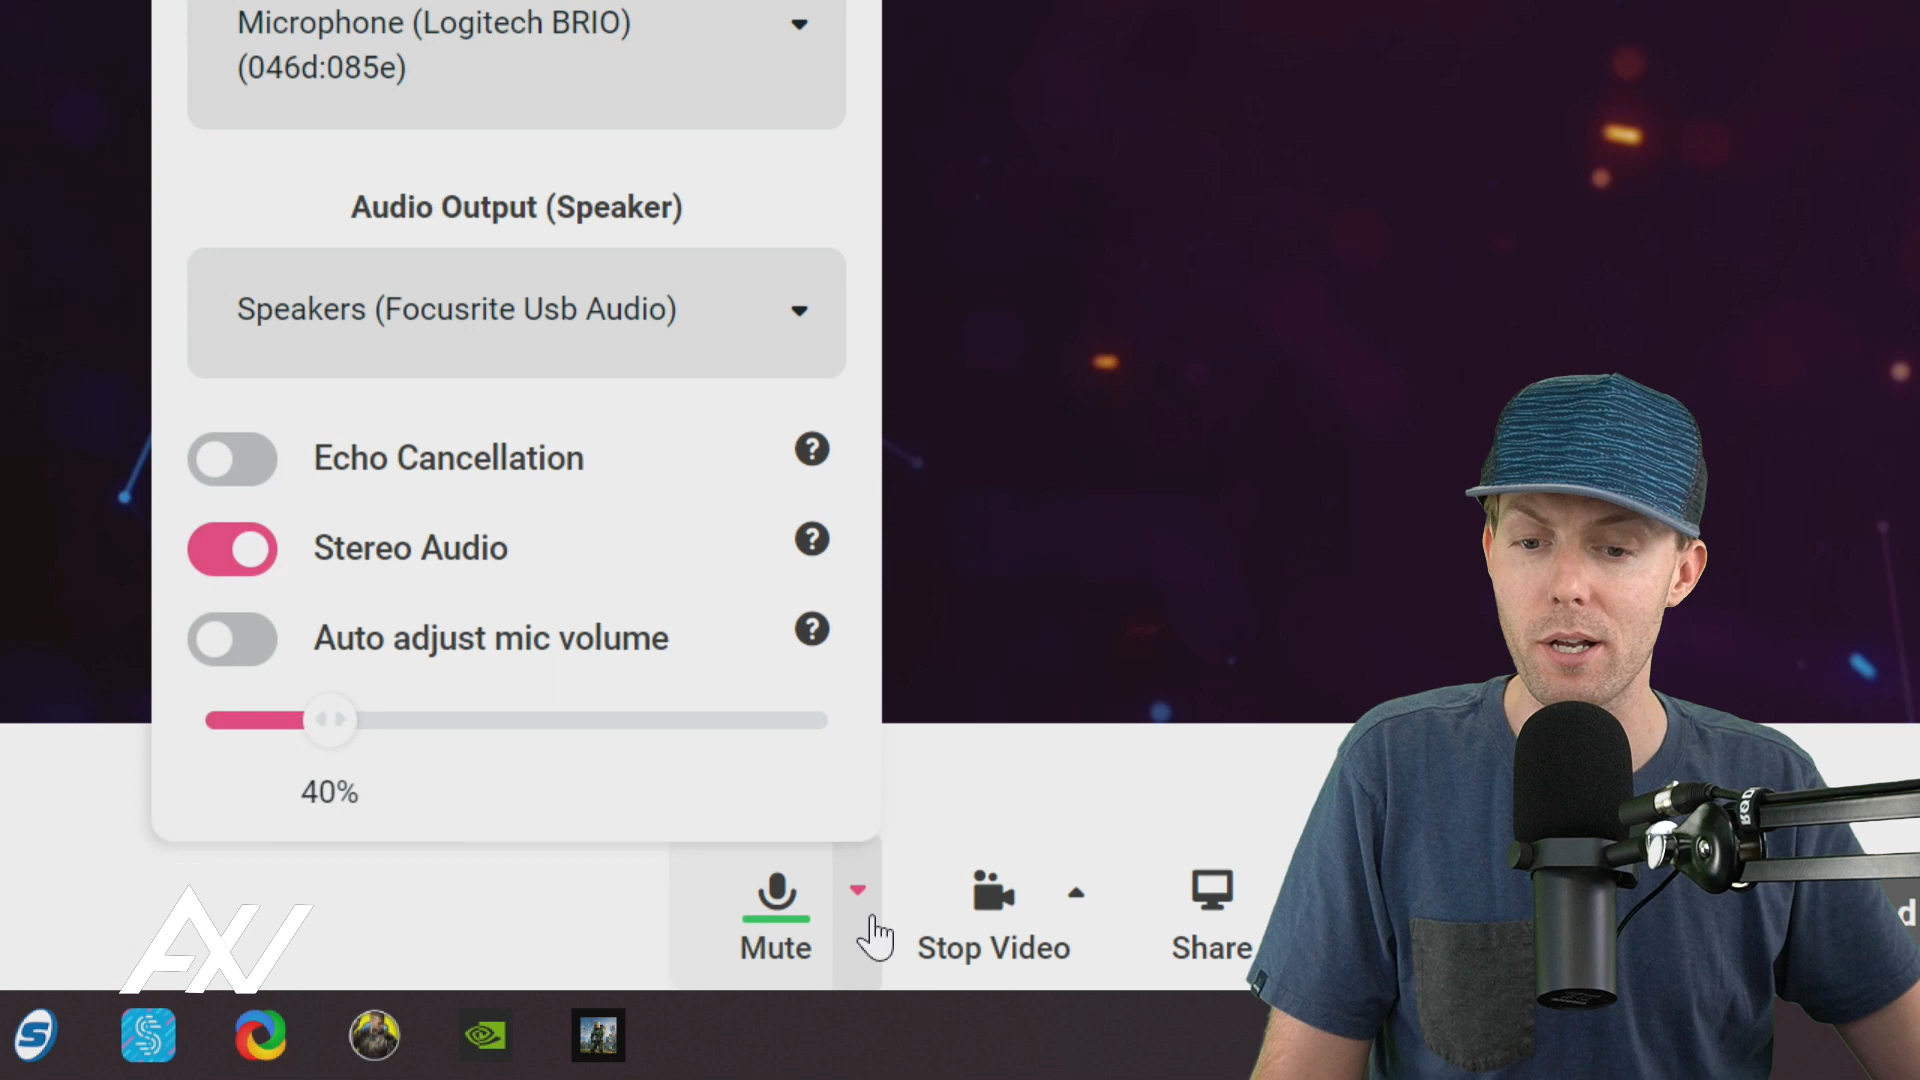 Microphone (Logitech BRIO)
(046d:085e)
Audio Output (Speaker)
Speakers (Focusrite Usb Audio)
Echo Cancellation
?
Stereo Audio
?
Auto adjust mic volume
?
40%
Mute
Stop Video
Share
d
RØD